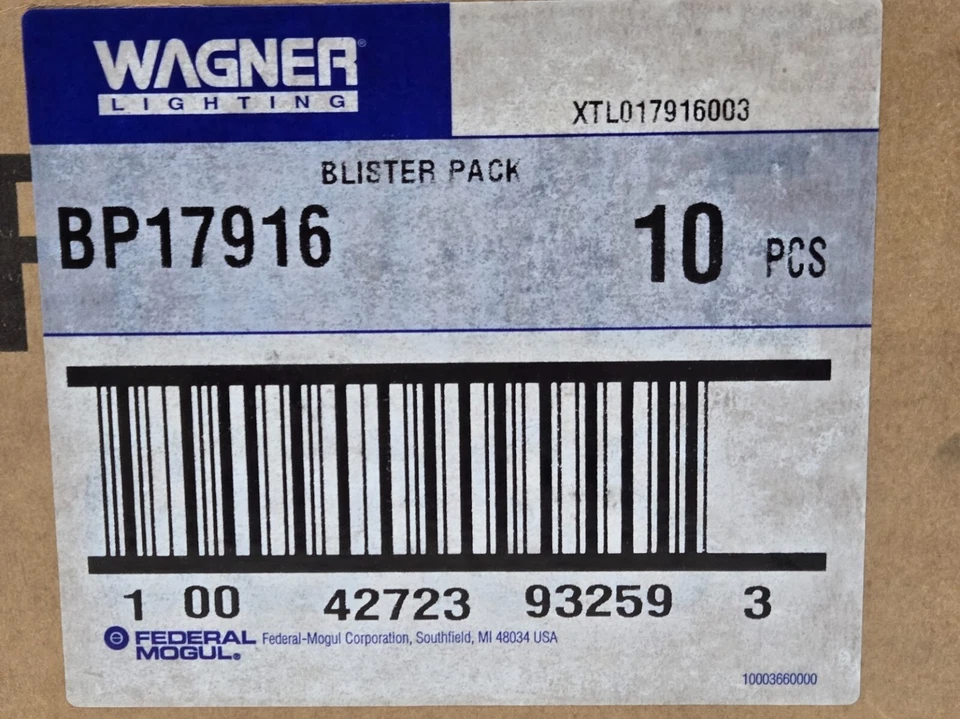 WAGNER®
LIGHTING
XTL017916003
BLISTER PACK
BP17916
10 PCS
1 00 42723 93259 3
FEDERAL MOGUL®
Federal-Mogul Corporation, Southfield, MI 48034 USA
10003660000